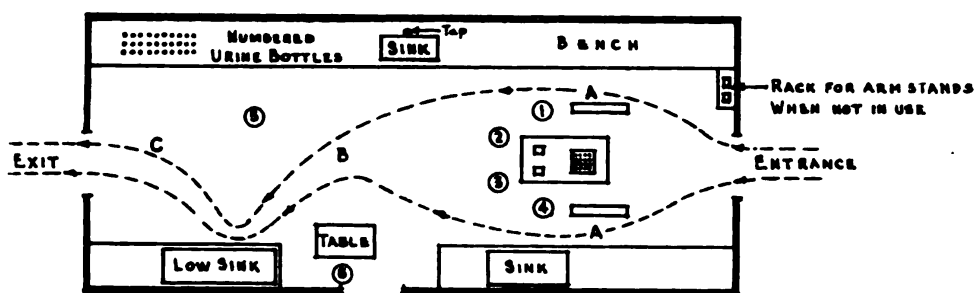 NUMBERED
URINE BOTTLES
TAP
SINK
BENCH
RACK FOR ARM STANDS
WHEN NOT IN USE
A
1
5
2
C
B
EXIT
ENTRANCE
3
4
A
TABLE
LOW SINK
6
SINK